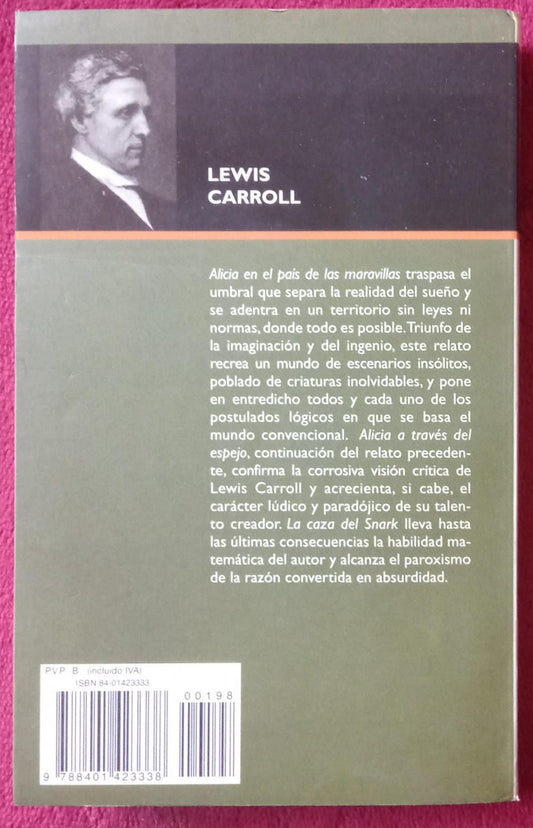 LEWIS
CARROLL
Alicia en el país de las maravillas traspasa el
umbral que separa la realidad del sueño y
se adentra en un territorio sin leyes ni
normas, donde todo es posible. Triunfo de
la imaginación y del ingenio, este relato
recrea un mundo de escenarios insólitos,
poblado de criaturas inolvidables, y pone
en entredicho todos y cada uno de los
postulados lógicos en que se basa el
mundo convencional. Alicia a través del
espejo, continuación del relato preceden-
te, confirma la corrosiva visión crítica de
Lewis Carroll y acrecienta, si cabe, el
carácter lúdico y paradójico de su talen-
to creador. La caza del Snark lleva hasta
las últimas consecuencias la habilidad ma-
temática del autor y alcanza el paroxismo
de la razón convertida en absurdidad.
P.V.P. B. (incluido IVA)
ISBN 84-01423333
00198
9 788401 423338